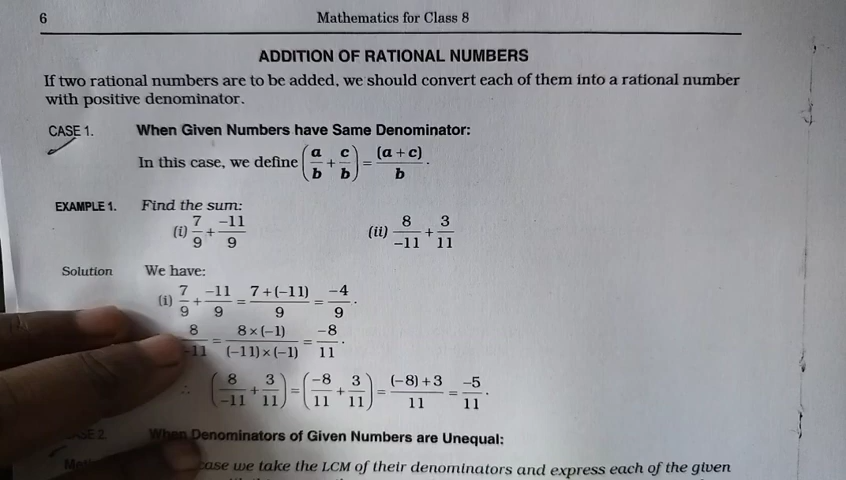 6 Mathematics for Class 8
ADDITION OF RATIONAL NUMBERS
If two rational numbers are to be added, we should convert each of them into a rational number
with positive denominator.
CASE 1. When Given Numbers have Same Denominator:
In this case, we define (a/b + c/b) = (a + c)/b.
EXAMPLE 1. Find the sum:
(i) 7/9 + -11/9 (ii) 8/-11 + 3/11
Solution We have:
(i) 7/9 + -11/9 = 7 + (-11)/9 = -4/9.
8/-11 = 8 × (-1)/(-11) × (-1) = -8/11.
∴ (8/-11 + 3/11) = (-8/11 + 3/11) = (-8) + 3/11 = -5/11.
CASE 2. When Denominators of Given Numbers are Unequal:
case we take the LCM of their denominators and express each of the given